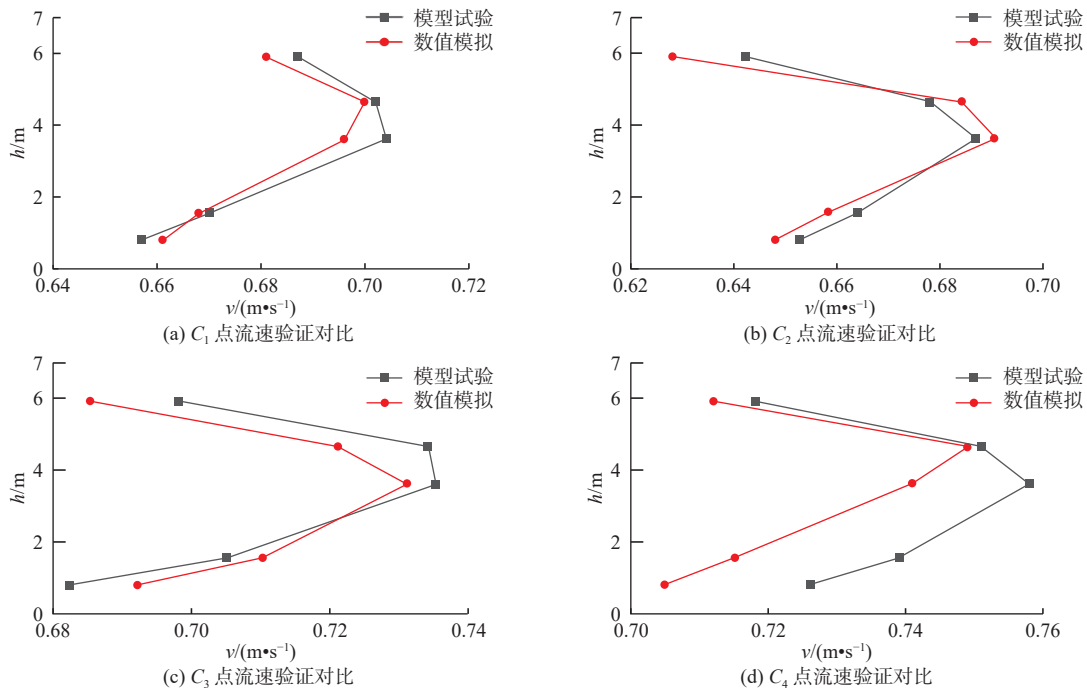 7
6
4
2
0
h/m
模型试验
数值模拟
0.64 0.66 0.68 0.70 0.72
v/(m•s⁻¹)
(a) C₁ 点流速验证对比
7
6
4
2
0
h/m
模型试验
数值模拟
0.62 0.64 0.66 0.68 0.70
v/(m•s⁻¹)
(b) C₂ 点流速验证对比
7
6
4
2
0
h/m
模型试验
数值模拟
0.68 0.70 0.72 0.74
v/(m•s⁻¹)
(c) C₃ 点流速验证对比
7
6
4
2
0
h/m
模型试验
数值模拟
0.70 0.72 0.74 0.76
v/(m•s⁻¹)
(d) C₄ 点流速验证对比